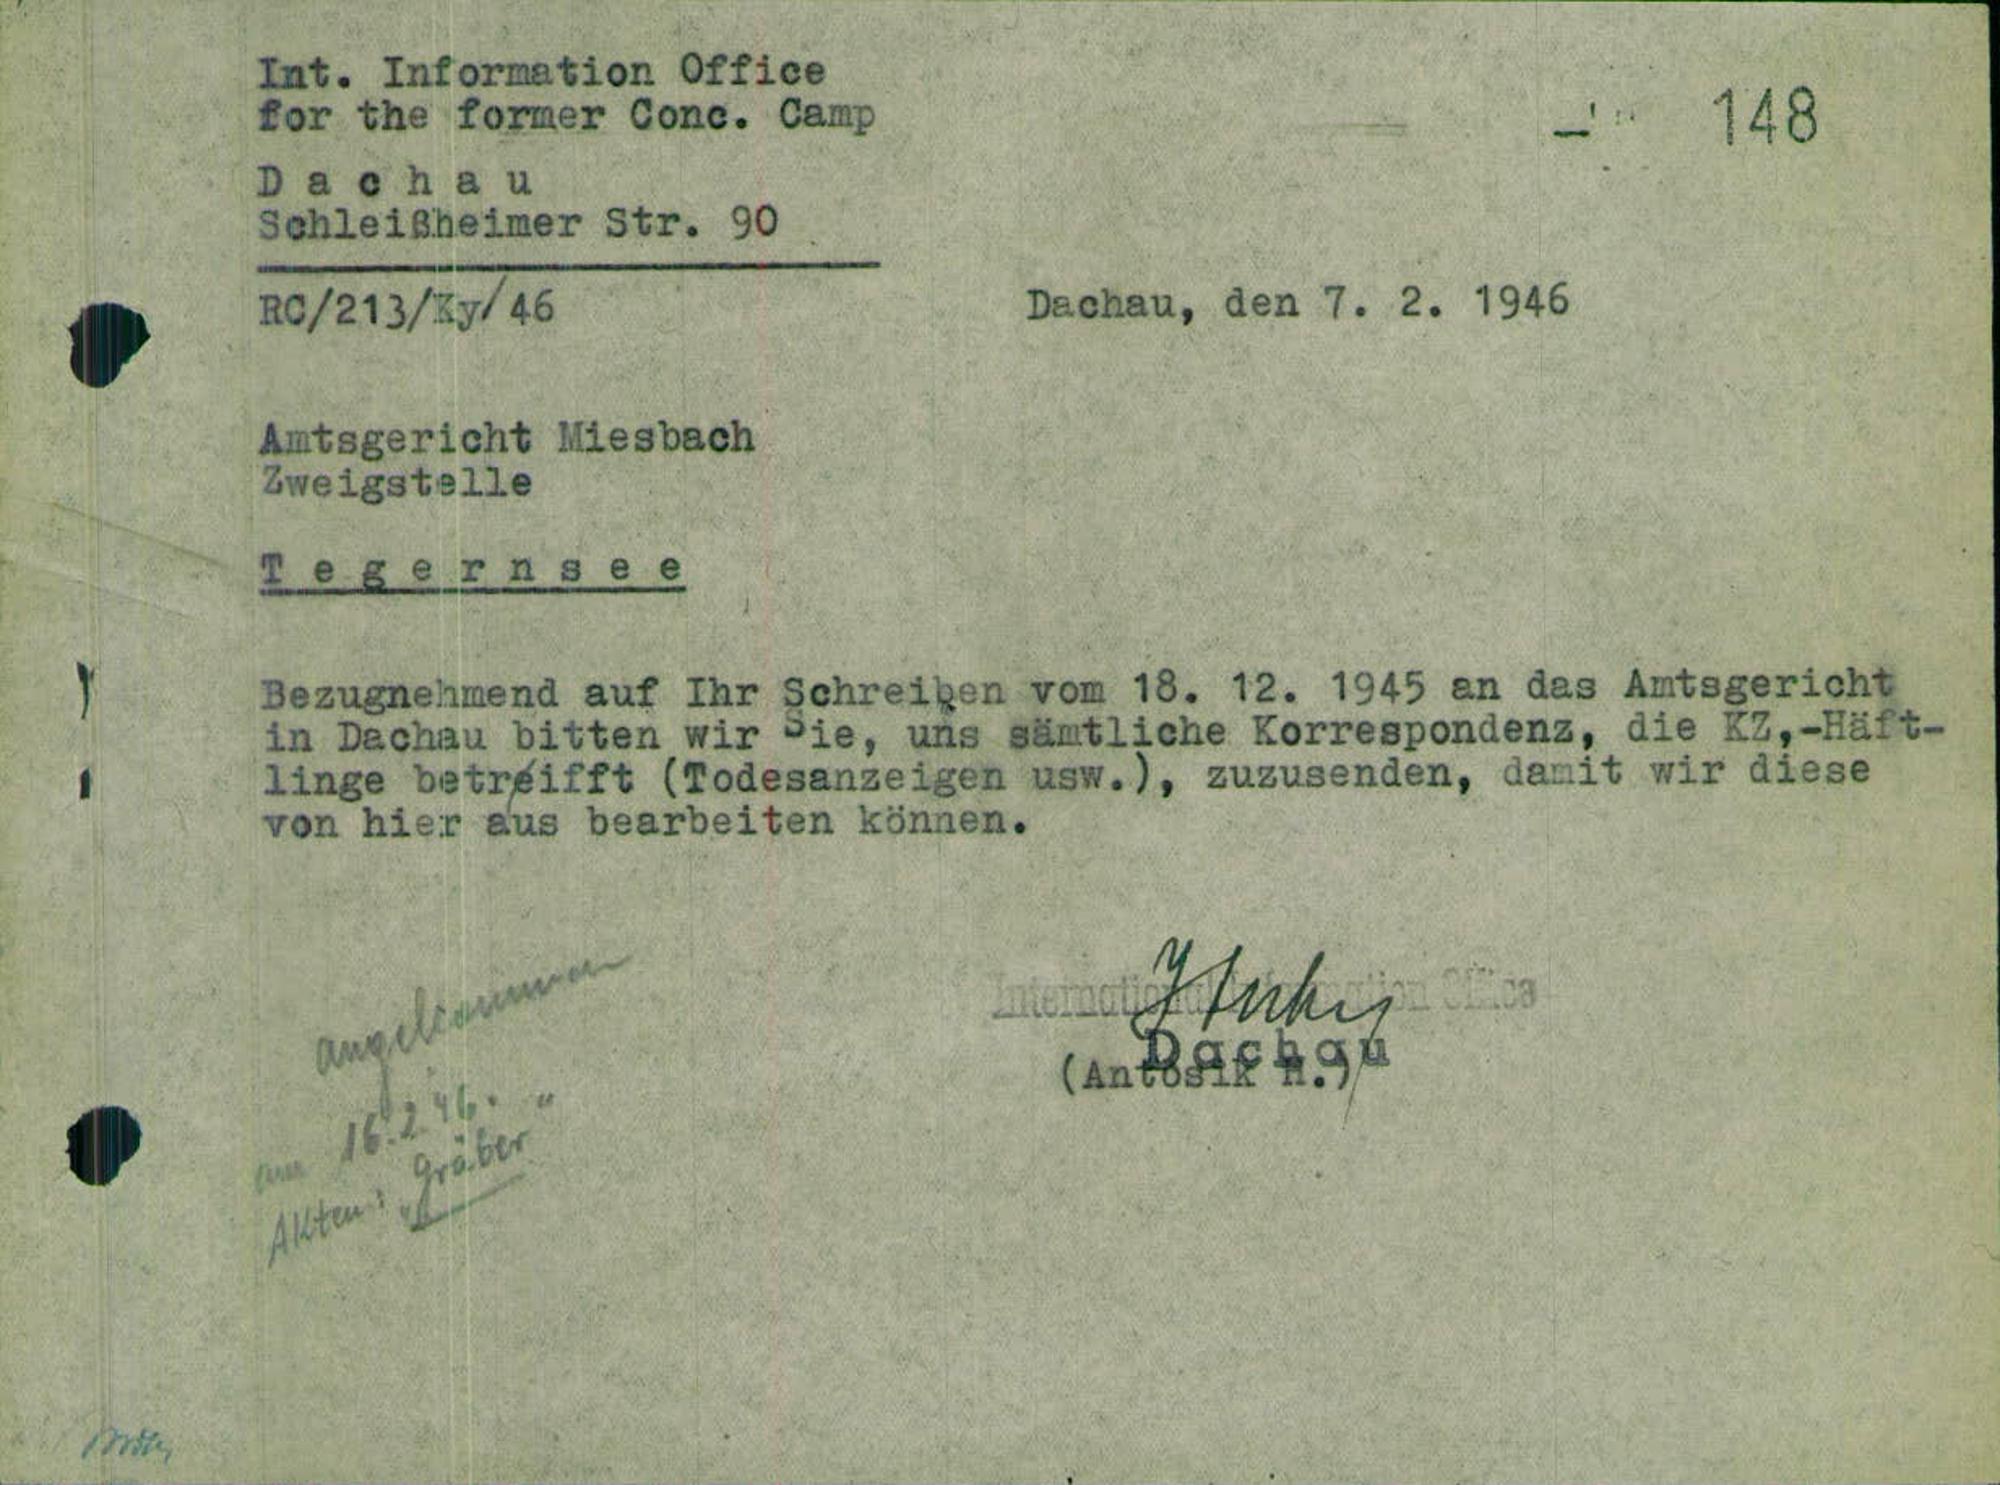 Int. Information Office
for the former Conc. Camp
148
D a c h a u
Schleißheimer Str. 90
RC/213/Ky/46
Dachau, den 7. 2. 1946
Amtsgericht Miesbach
Zweigstelle
T e g e r n s e e
Bezugnehmend auf Ihr Schreiben vom 18. 12. 1945 an das Amtsgericht
in Dachau bitten wir Sie, uns sämtliche Korrespondenz, die KZ,-Häft-
linge betreifft (Todesanzeigen usw.), zuzusenden, damit wir diese
von hier aus bearbeiten können.
International Information Office
Dachau
(Antosik H.)
am 16.2.46.
Akten: "Gräber"